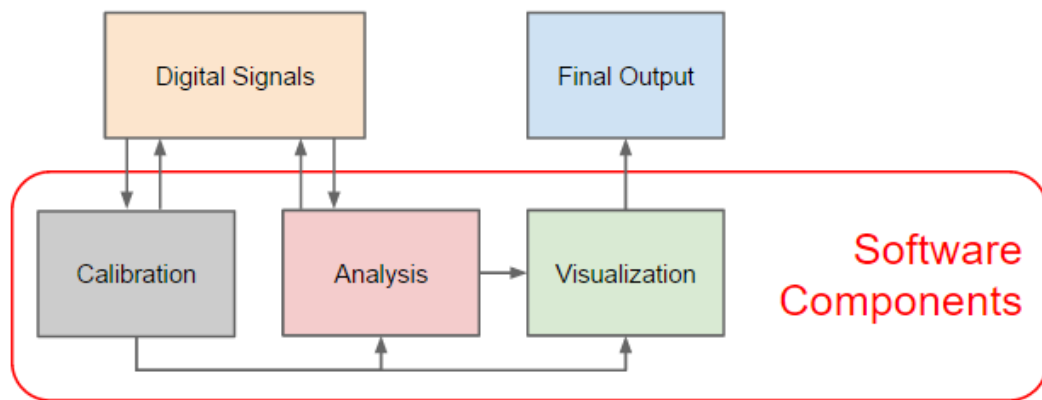 Digital Signals
Final Output
Calibration
Analysis
Visualization
Software
Components